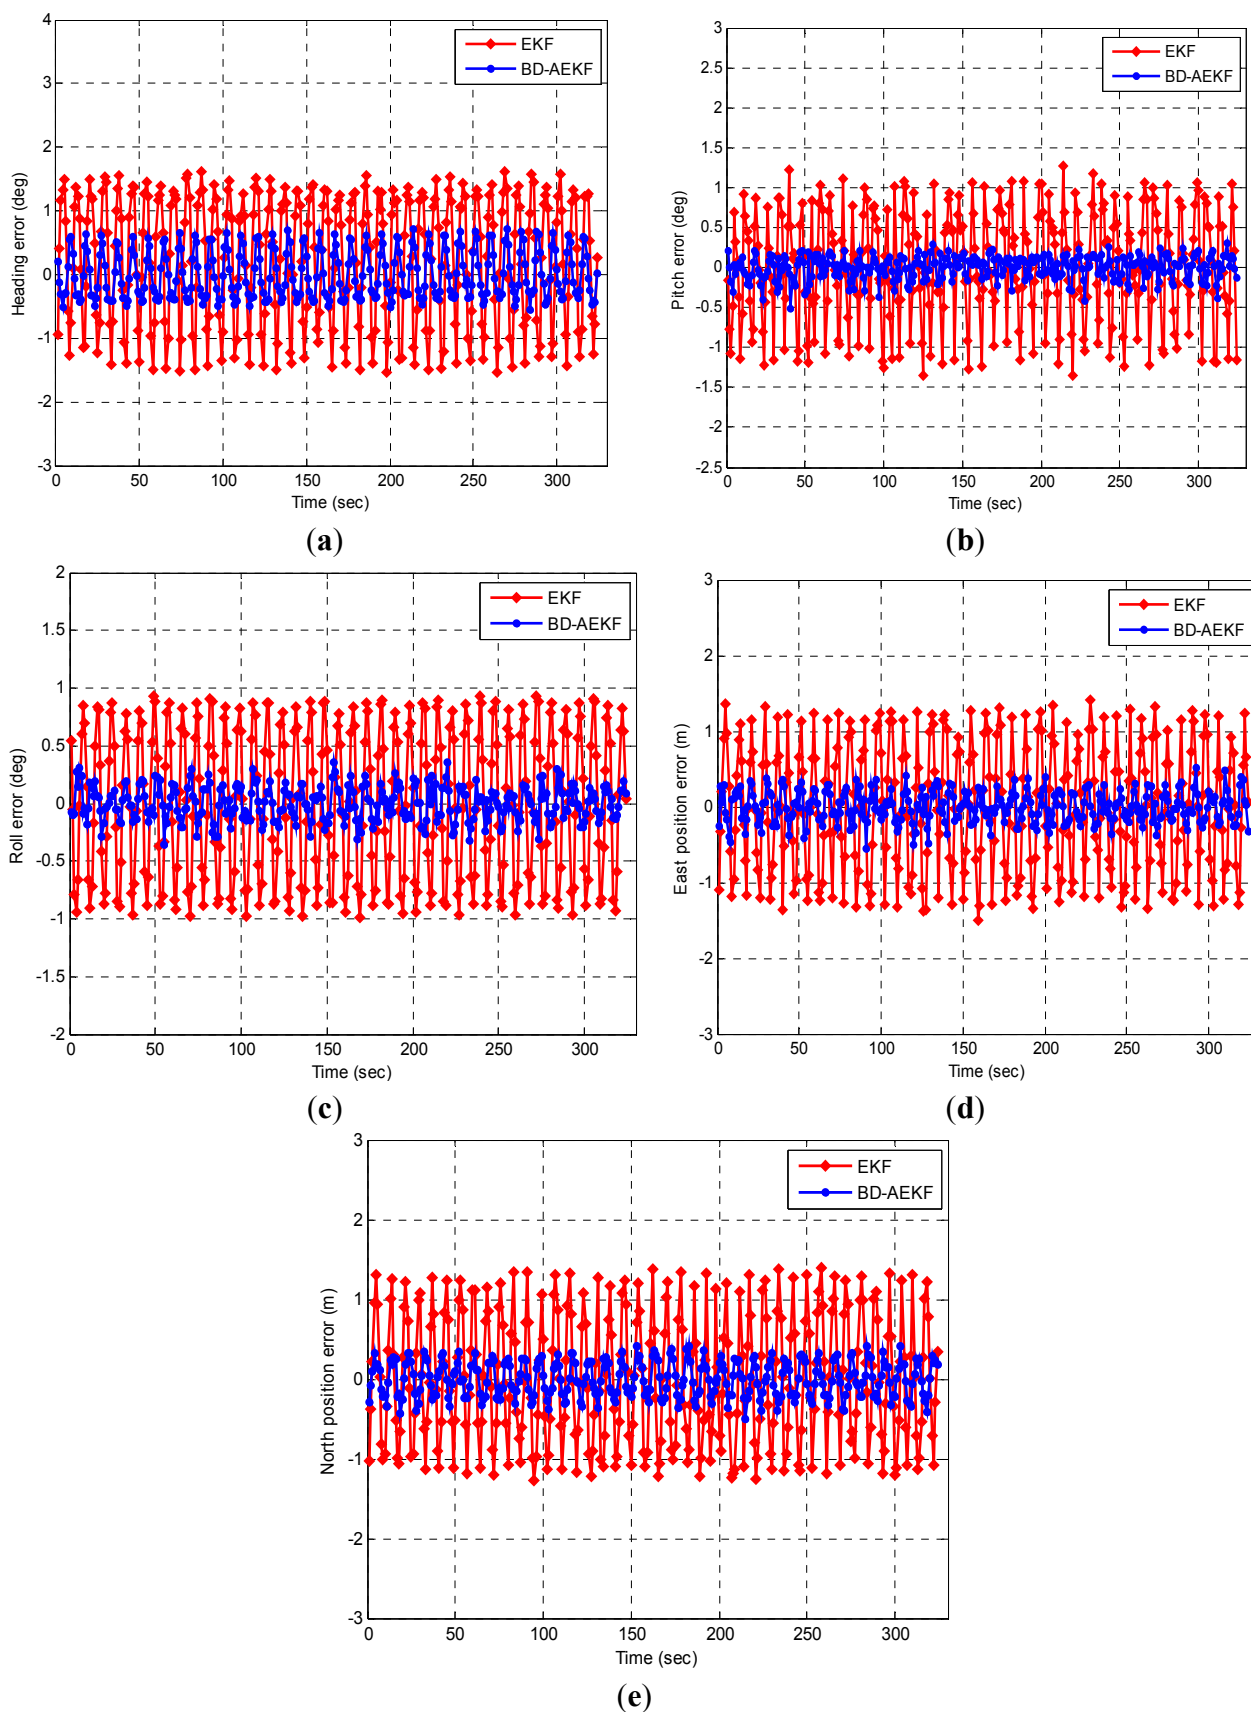 4
3
2
1
0
-1
-2
-3
Heading error (deg)
EKF
BD-AEKF
0 50 100 150 200 250 300
Time (sec)
(a)
3
2.5
2
1.5
1
0.5
0
-0.5
-1
-1.5
-2
-2.5
Pitch error (deg)
EKF
BD-AEKF
0 50 100 150 200 250 300
Time (sec)
(b)
2
1.5
1
0.5
0
-0.5
-1
-1.5
-2
Roll error (deg)
EKF
BD-AEKF
0 50 100 150 200 250 300
Time (sec)
(c)
3
2
1
0
-1
-2
-3
East position error (m)
EKF
BD-AEKF
0 50 100 150 200 250 300
Time (sec)
(d)
3
2
1
0
-1
-2
-3
North position error (m)
EKF
BD-AEKF
0 50 100 150 200 250 300
Time (sec)
(e)